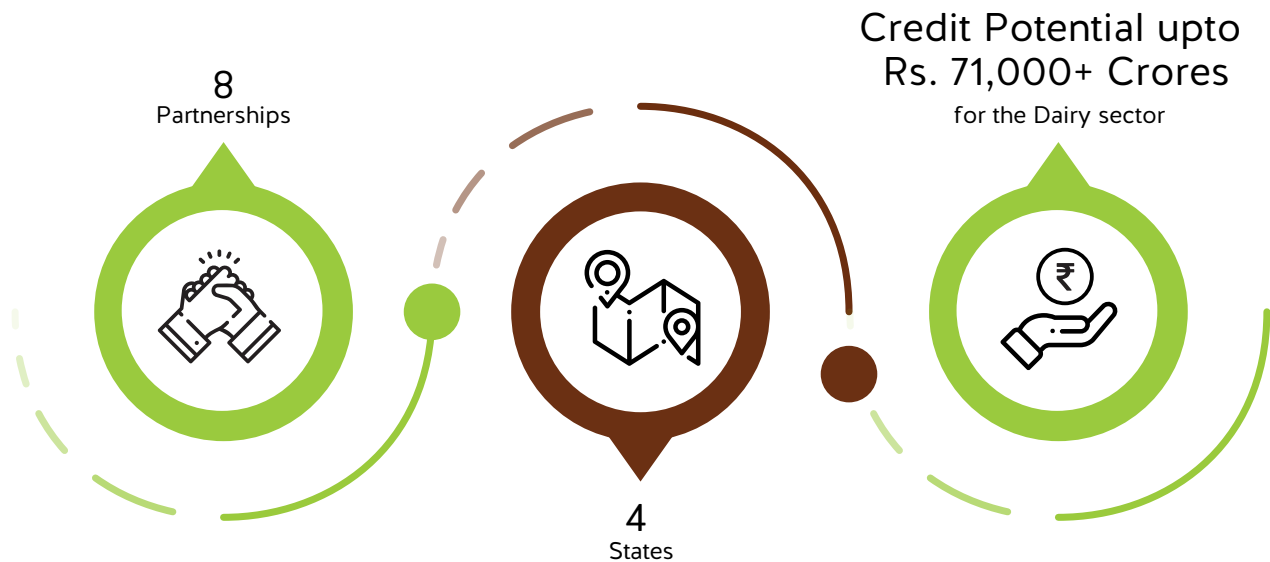 8
Partnerships
4
States
Credit Potential upto
Rs. 71,000+ Crores
for the Dairy sector
₹